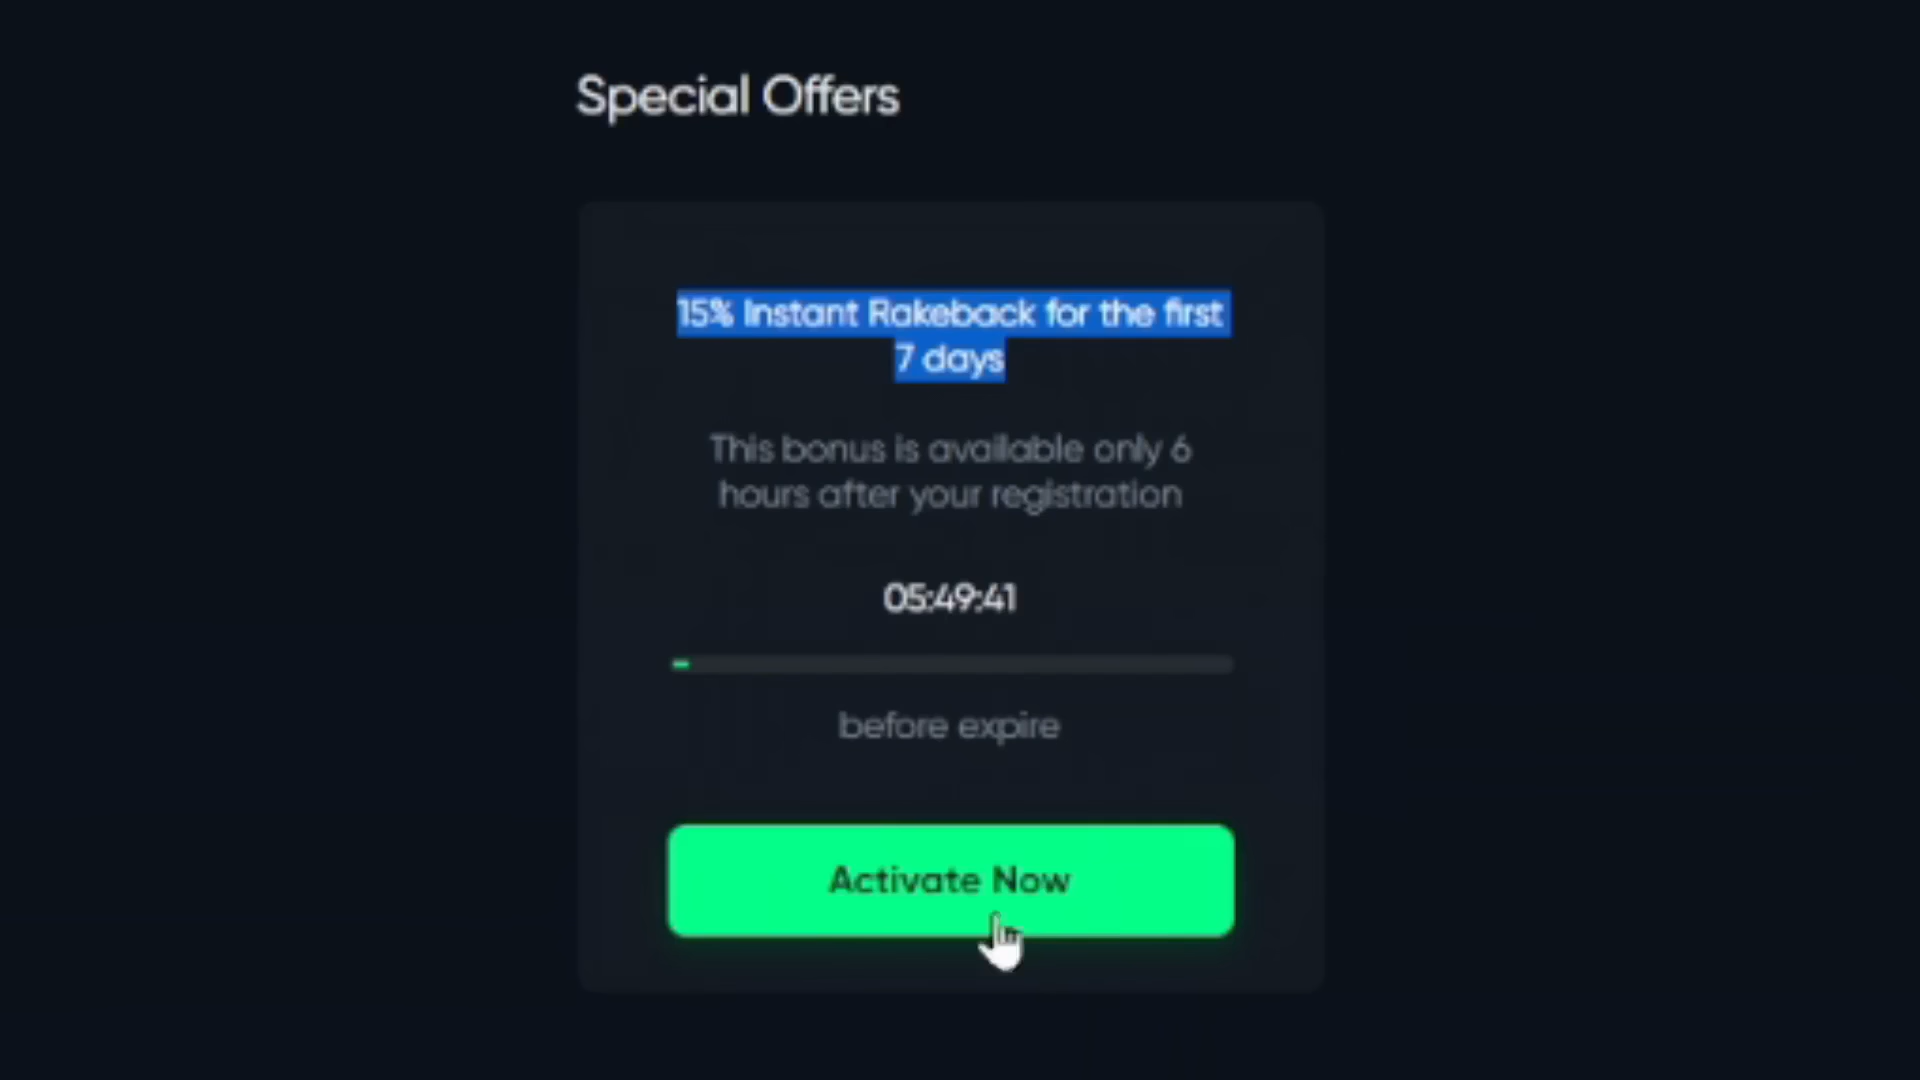 Special Offers
15% Instant Rakeback for the first
7 days
This bonus is available only 6
hours after your registration
05:49:41
before expire
Activate Now